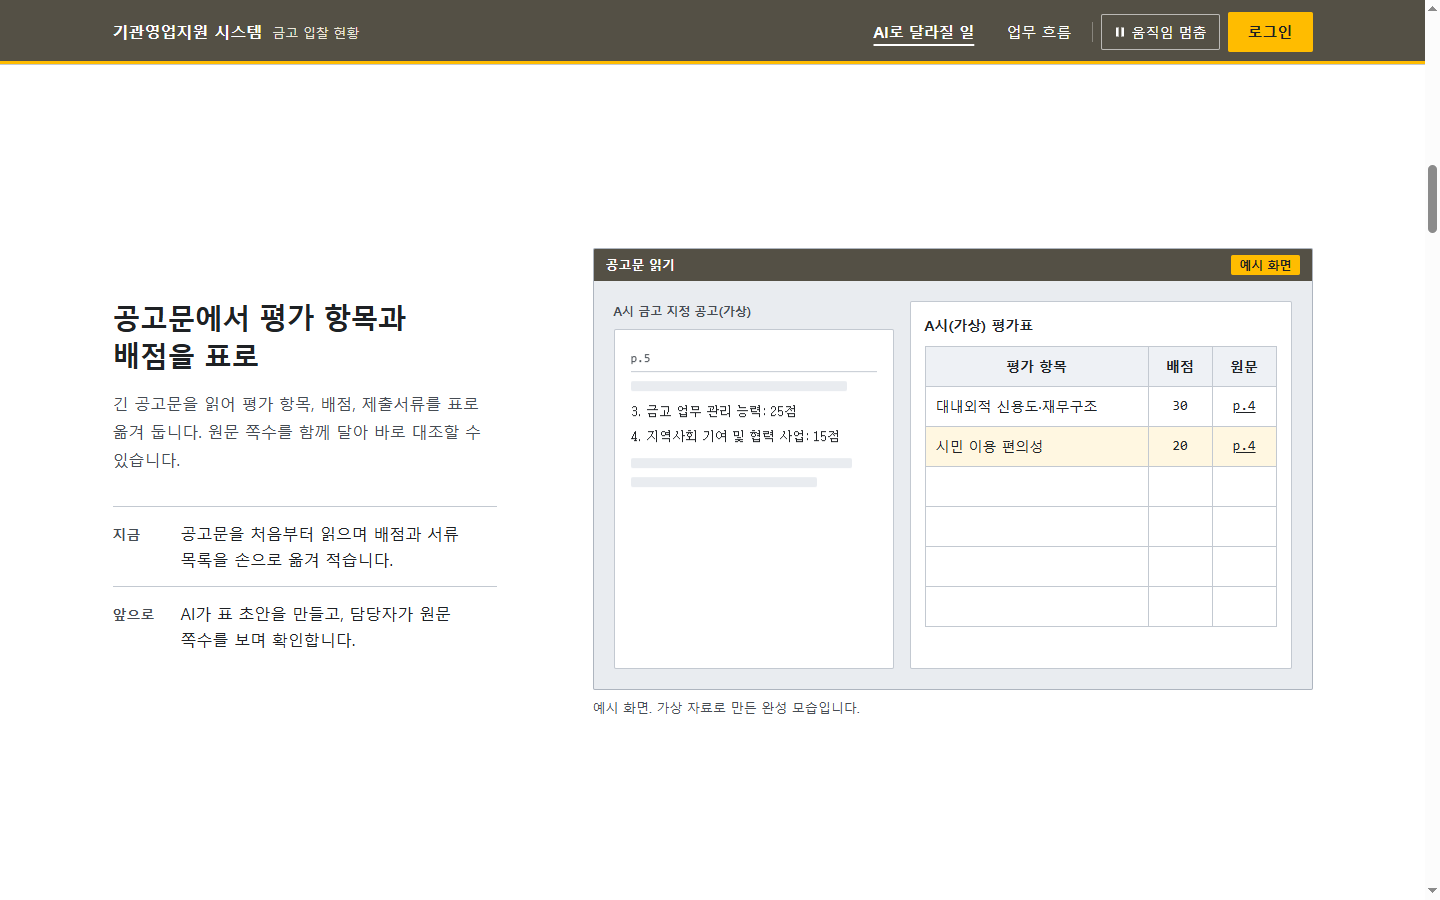 기관영업지원 시스템 금고 입찰 현황
AI로 달라질 일
업무 흐름
움직임 멈춤
로그인
공고문에서 평가 항목과
배점을 표로
긴 공고문을 읽어 평가 항목, 배점, 제출서류를 표로
옮겨 둡니다. 원문 쪽수를 함께 달아 바로 대조할 수
있습니다.
지금
공고문을 처음부터 읽으며 배점과 서류
목록을 손으로 옮겨 적습니다.
앞으로
AI가 표 초안을 만들고, 담당자가 원문
쪽수를 보며 확인합니다.
공고문 읽기
예시 화면
A시 금고 지정 공고(가상)
p.5
3. 금고 업무 관리 능력: 25점
4. 지역사회 기여 및 협력 사업: 15점
A시(가상) 평가표
평가 항목 배점 원문
대내외적 신용도·재무구조 30 p.4
시민 이용 편의성 20 p.4
예시 화면. 가상 자료로 만든 완성 모습입니다.